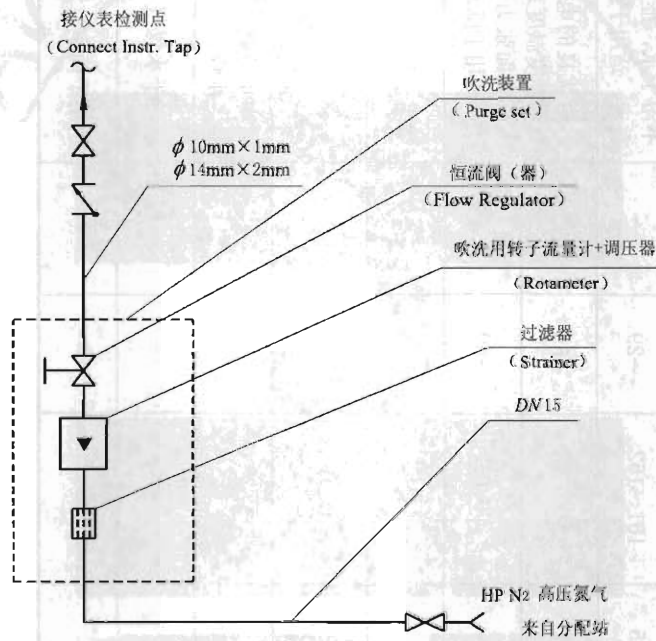 接仪表检测点
(Connect Instr. Tap)
吹洗装置
(Purge set)
φ10mm×1mm
φ14mm×2mm
恒流阀(器)
(Flow Regulator)
吹洗用转子流量计+调压器
(Rotameter)
过滤器
(Strainer)
DN15
HP N2 高压氮气
来自分配站